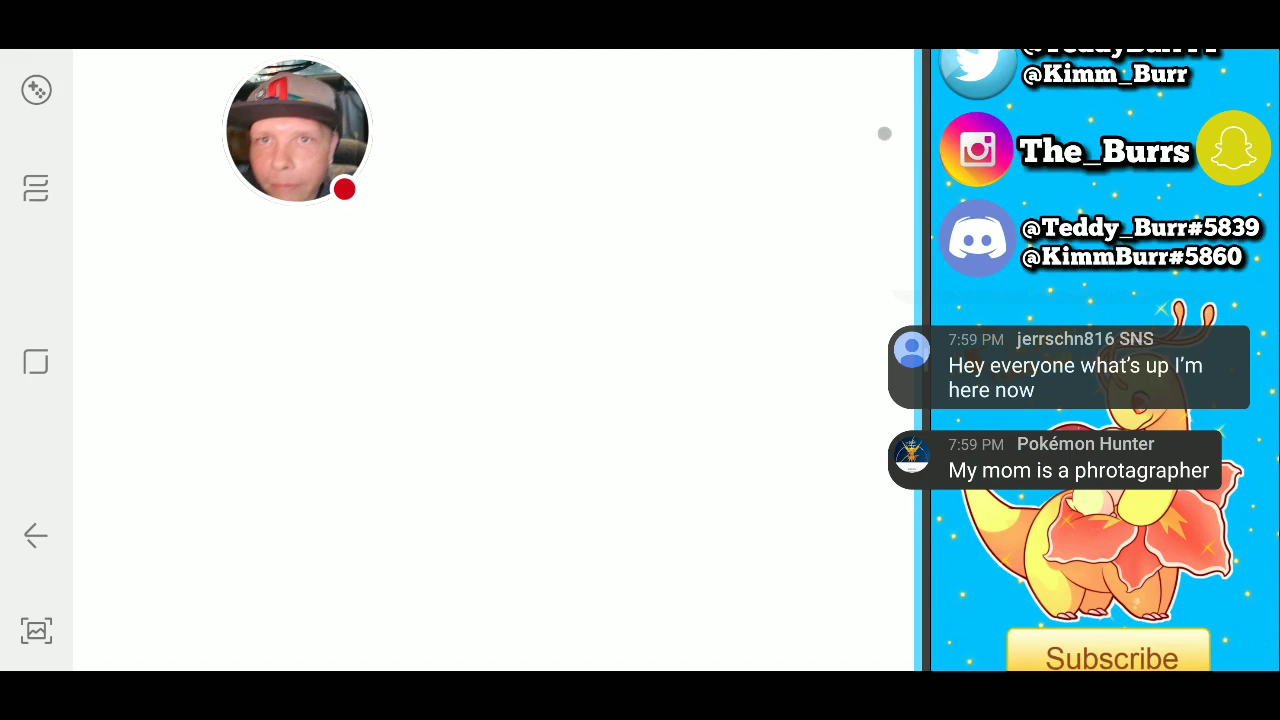 @Kimm_Burr
The_Burrs
@Teddy_Burr#5839
@KimmBurr#5860
7:59 PM jerrschn816 SNS
Hey everyone what's up I'm
here now
7:59 PM Pokémon Hunter
My mom is a phrotagrapher
Subscribe